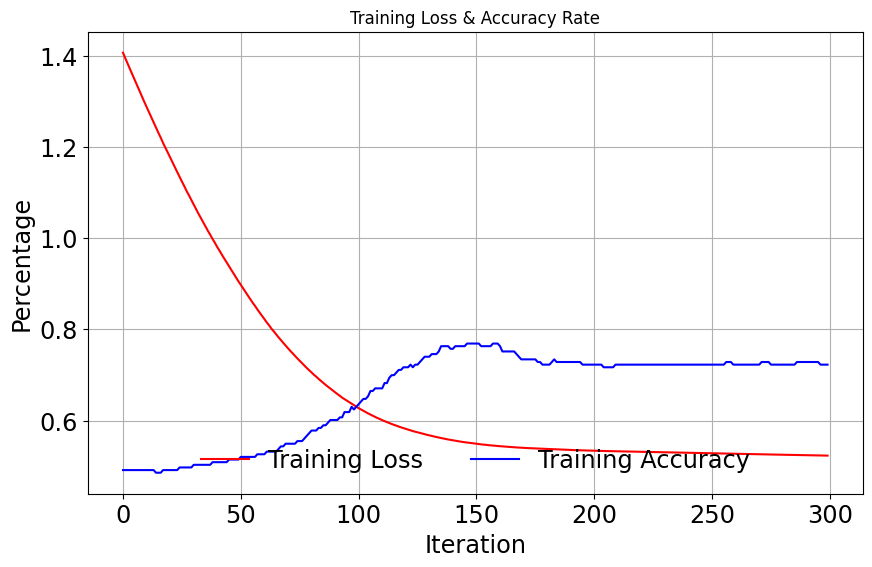 Training Loss & Accuracy Rate
1.4
1.2
1.0
0.8
0.6
Percentage
Training Loss
Training Accuracy
0 50 100 150 200 250 300
Iteration